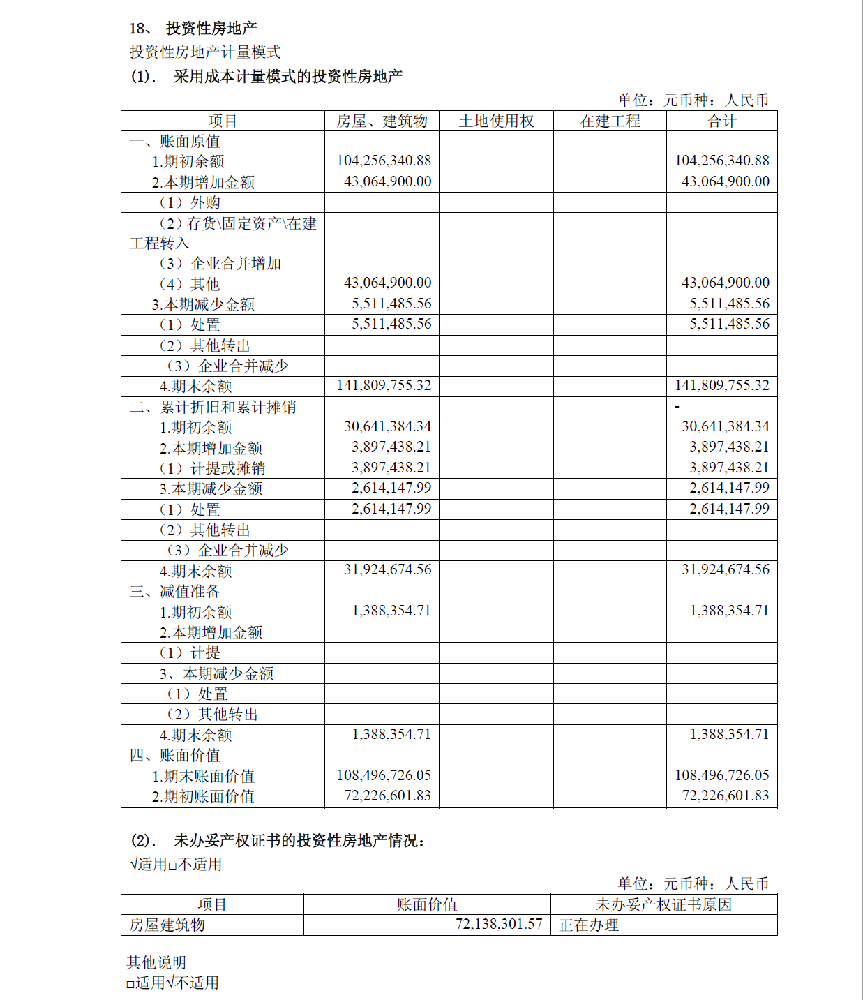 18、 投资性房地产
投资性房地产计量模式
(1). 采用成本计量模式的投资性房地产
单位：元币种：人民币
项目 房屋、建筑物 土地使用权 在建工程 合计
一、账面原值
1.期初余额 104,256,340.88 104,256,340.88
2.本期增加金额 43,064,900.00 43,064,900.00
（1）外购
（2）存货\固定资产\在建
工程转入
（3）企业合并增加
（4）其他 43,064,900.00 43,064,900.00
3.本期减少金额 5,511,485.56 5,511,485.56
（1）处置 5,511,485.56 5,511,485.56
（2）其他转出
（3）企业合并减少
4.期末余额 141,809,755.32 141,809,755.32
二、累计折旧和累计摊销 -
1.期初余额 30,641,384.34 30,641,384.34
2.本期增加金额 3,897,438.21 3,897,438.21
（1）计提或摊销 3,897,438.21 3,897,438.21
3.本期减少金额 2,614,147.99 2,614,147.99
（1）处置 2,614,147.99 2,614,147.99
（2）其他转出
（3）企业合并减少
4.期末余额 31,924,674.56 31,924,674.56
三、减值准备
1.期初余额 1,388,354.71 1,388,354.71
2.本期增加金额
（1）计提
3、本期减少金额
（1）处置
（2）其他转出
4.期末余额 1,388,354.71 1,388,354.71
四、账面价值
1.期末账面价值 108,496,726.05 108,496,726.05
2.期初账面价值 72,226,601.83 72,226,601.83
(2). 未办妥产权证书的投资性房地产情况：
√适用□不适用
单位：元币种：人民币
项目 账面价值 未办妥产权证书原因
房屋建筑物 72,138,301.57 正在办理
其他说明
□适用√不适用